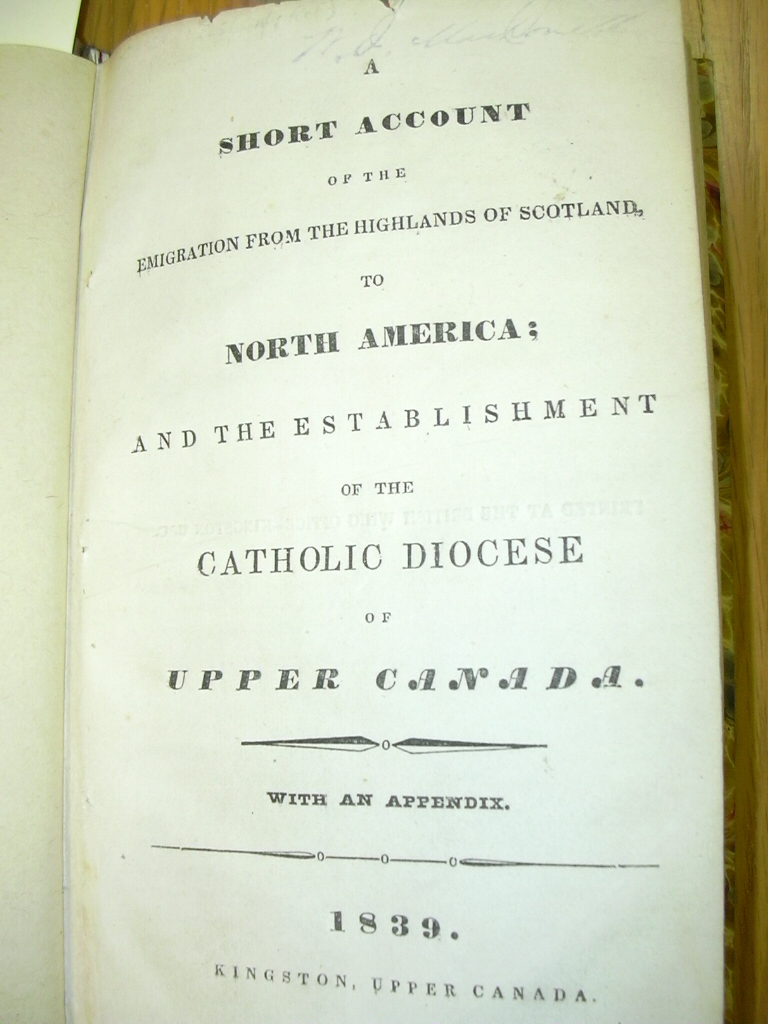 A
SHORT ACCOUNT
OF THE
EMIGRATION FROM THE HIGHLANDS OF SCOTLAND,
TO
NORTH AMERICA;
AND THE ESTABLISHMENT
OF THE
CATHOLIC DIOCESE
OF
UPPER CANADA.
WITH AN APPENDIX.
1839.
KINGSTON, UPPER CANADA.